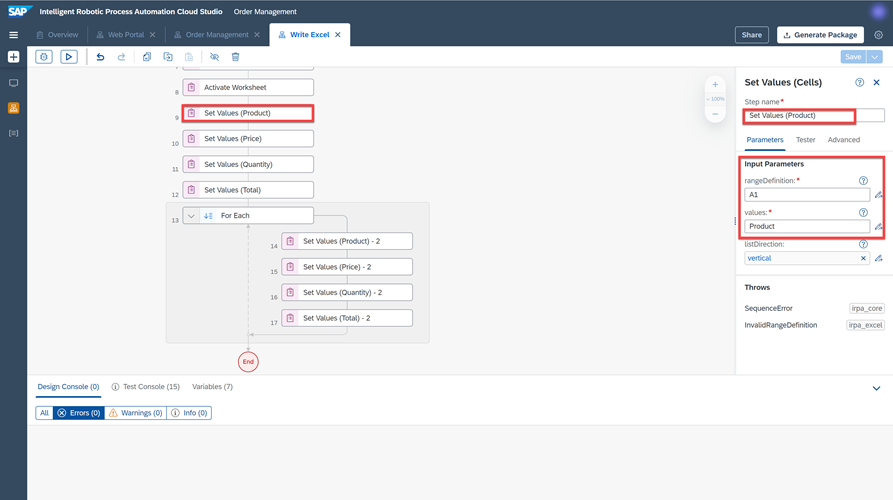 SAP Intelligent Robotic Process Automation Cloud Studio Order Management
Overview Web Portal Order Management Write Excel Share Generate Package
Save
8 Activate Worksheet
9 Set Values (Product)
10 Set Values (Price)
11 Set Values (Quantity)
12 Set Values (Total)
13 For Each
14 Set Values (Product) - 2
15 Set Values (Price) - 2
16 Set Values (Quantity) - 2
17 Set Values (Total) - 2
End
100%
Set Values (Cells)
Step name*
Set Values (Product)
Parameters Tester Advanced
Input Parameters
rangeDefinition:*
A1
values:*
Product
listDirection:
vertical
Throws
SequenceError irpa_core
InvalidRangeDefinition irpa_excel
Design Console (0) Test Console (15) Variables (7)
All Errors (0) Warnings (0) Info (0)